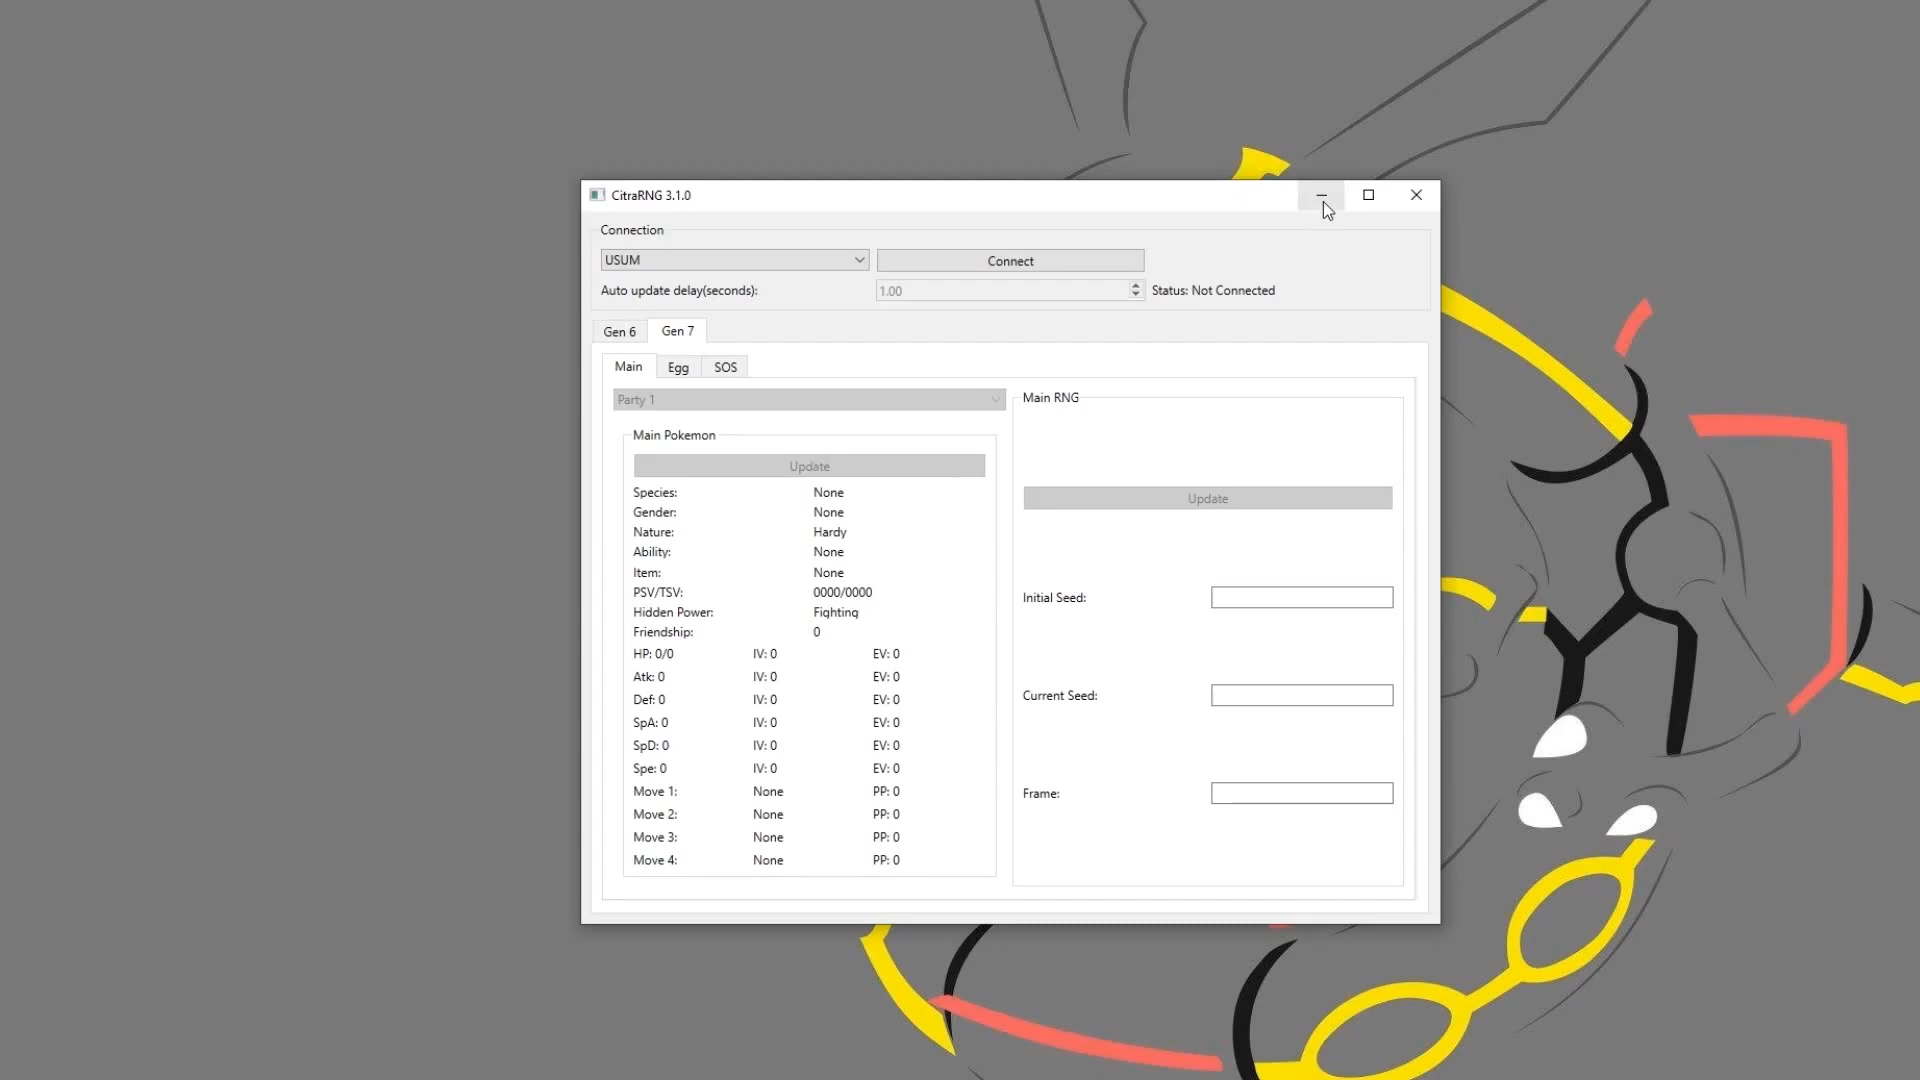 CitraRNG 3.1.0
Connection
USUM
Connect
Auto update delay(seconds):
1.00
Status: Not Connected
Gen 6
Gen 7
Main
Egg
SOS
Party 1
Main Pokemon
Update
Species: None
Gender: None
Nature: Hardy
Ability: None
Item: None
PSV/TSV: 0000/0000
Hidden Power: Fighting
Friendship: 0
HP: 0/0 IV: 0 EV: 0
Atk: 0 IV: 0 EV: 0
Def: 0 IV: 0 EV: 0
SpA: 0 IV: 0 EV: 0
SpD: 0 IV: 0 EV: 0
Spe: 0 IV: 0 EV: 0
Move 1: None PP: 0
Move 2: None PP: 0
Move 3: None PP: 0
Move 4: None PP: 0
Main RNG
Update
Initial Seed:
Current Seed:
Frame: